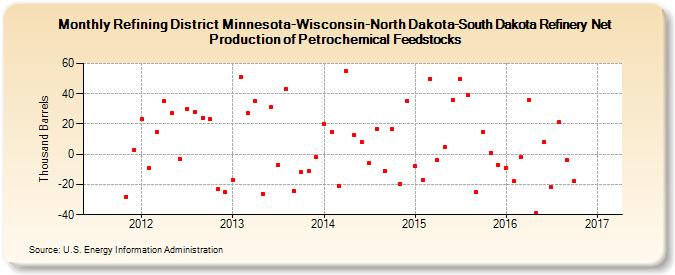 Monthly Refining District Minnesota-Wisconsin-North Dakota-South Dakota Refinery Net
Production of Petrochemical Feedstocks
Thousand Barrels
60
40
20
0
-20
-40
2012 2013 2014 2015 2016 2017
Source: U.S. Energy Information Administration